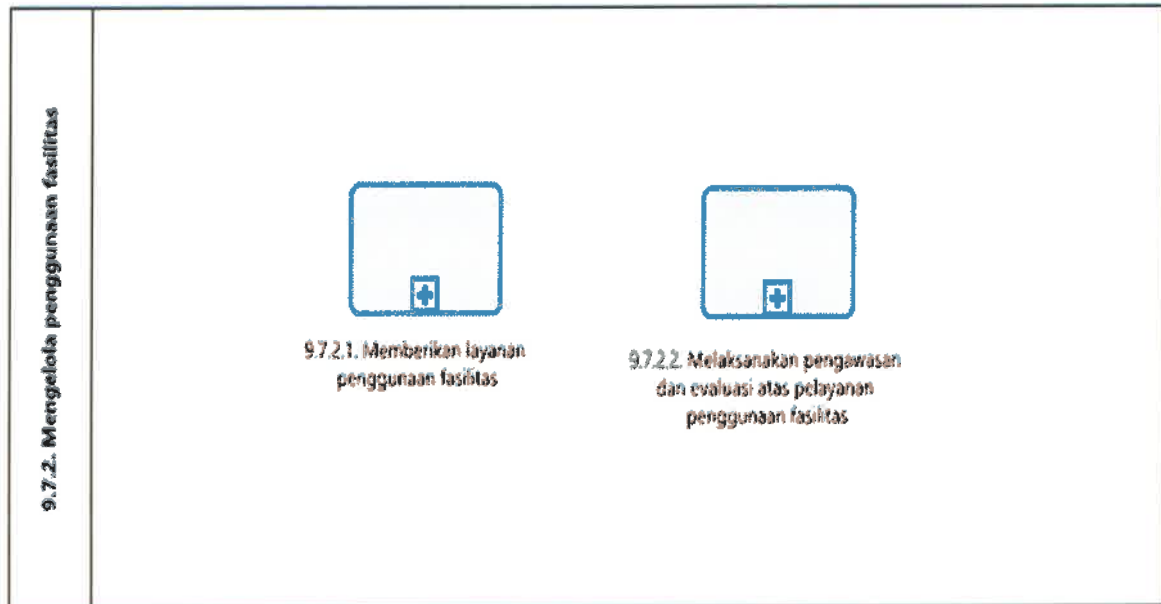 9.7.2. Mengelola penggunaan fasilitas
9.7.2.1. Memberikan layanan
penggunaan fasilitas
9.7.2.2. Melaksanakan pengawasan
dan evaluasi atas pelayanan
penggunaan fasilitas